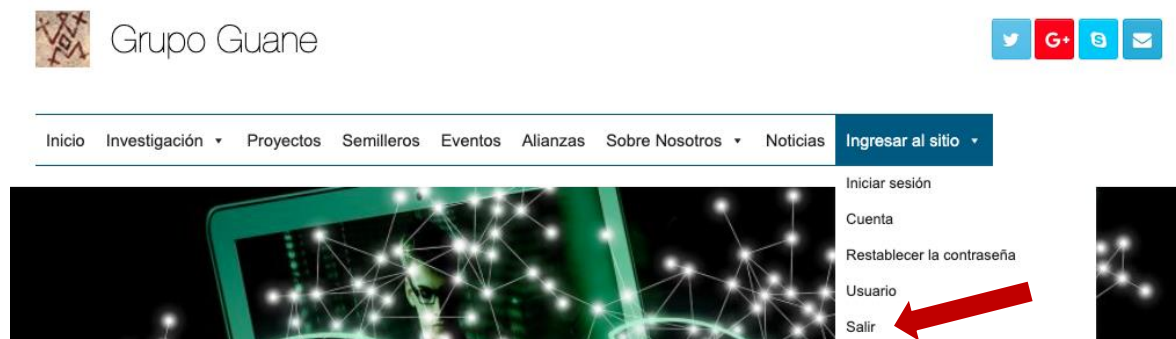 Grupo Guane
G+
Inicio Investigación Proyectos Semilleros Eventos Alianzas Sobre Nosotros Noticias Ingresar al sitio
Iniciar sesión
Cuenta
Restablecer la contraseña
Usuario
Salir